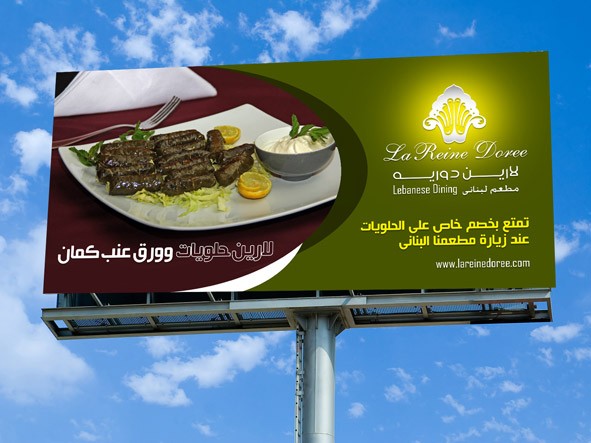 La Reine Doree
لارين دوريه
Lebanese Dining مطعم لبنانى
تمتع بخصم خاص على الحلويات
عند زيارة مطعمنا البنانى
www.lareinedoree.com
لارين حلويات وورق عنب كمان